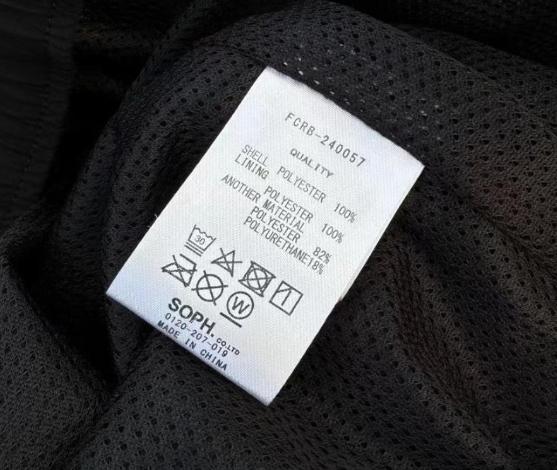 FCRB-240057
QUALITY
SHELL POLYESTER 100%
LINING
POLYESTER 100%
ANOTHER MATERIAL
POLYESTER 82%
POLYURETHANE18%
30
W
SOPH. CO.LTD
0120-207-019
MADE IN CHINA